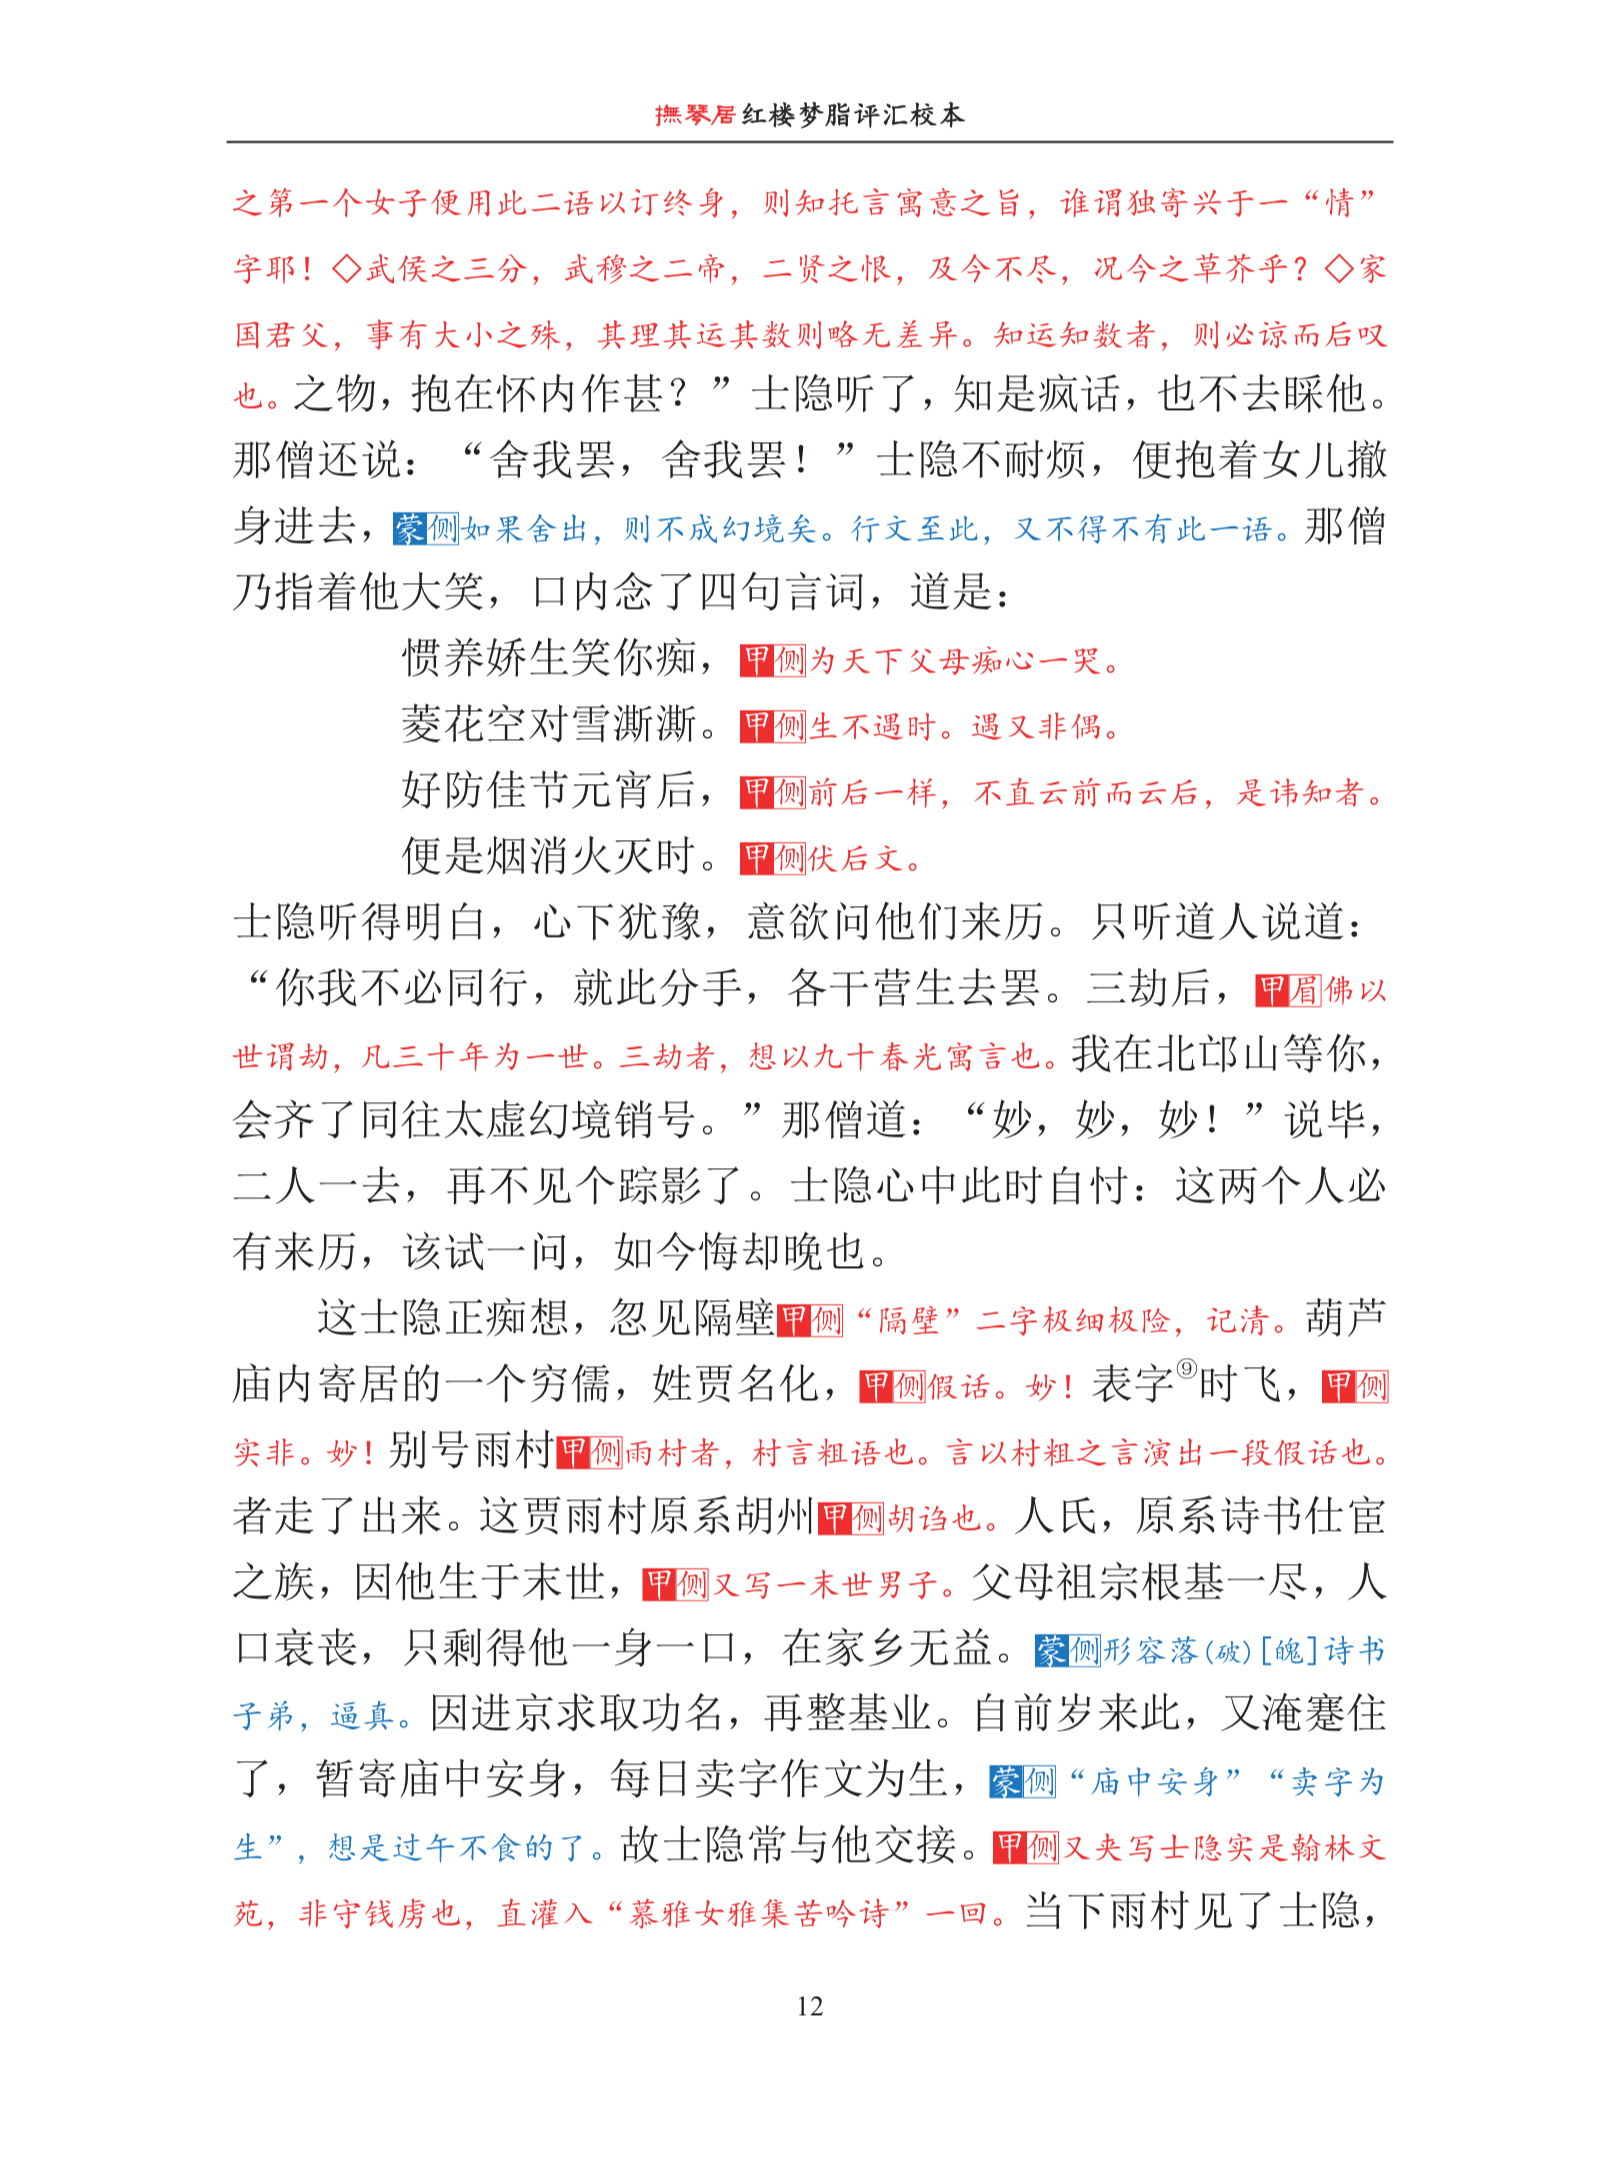 撫琴居红楼梦脂评汇校本
之第一个女子便用此二语以订终身，则知托言寓意之旨，谁谓独寄兴于一“情”
字耶！◇武侯之三分，武穆之二帝，二贤之恨，及今不尽，况今之草芥乎？◇家
国君父，事有大小之殊，其理其运其数则略无差异。知运知数者，则必谅而后叹
也。之物，抱在怀内作甚？”士隐听了，知是疯话，也不去睬他。
那僧还说：“舍我罢，舍我罢！”士隐不耐烦，便抱着女儿撤
身进去，蒙侧如果舍出，则不成幻境矣。行文至此，又不得不有此一语。那僧
乃指着他大笑，口内念了四句言词，道是：
惯养娇生笑你痴，甲侧为天下父母痴心一哭。
菱花空对雪澌澌。甲侧生不遇时。遇又非偶。
好防佳节元宵后，甲侧前后一样，不直云前而云后，是讳知者。
便是烟消火灭时。甲侧伏后文。
士隐听得明白，心下犹豫，意欲问他们来历。只听道人说道：
“你我不必同行，就此分手，各干营生去罢。三劫后，甲眉佛以
世谓劫，凡三十年为一世。三劫者，想以九十春光寓言也。我在北邙山等你，
会齐了同往太虚幻境销号。”那僧道：“妙，妙，妙！”说毕，
二人一去，再不见个踪影了。士隐心中此时自忖：这两个人必
有来历，该试一问，如今悔却晚也。
这士隐正痴想，忽见隔壁甲侧“隔壁”二字极细极险，记清。葫芦
庙内寄居的一个穷儒，姓贾名化，甲侧假话。妙！表字⑨时飞，甲侧
实非。妙！别号雨村甲侧雨村者，村言粗语也。言以村粗之言演出一段假话也。
者走了出来。这贾雨村原系胡州甲侧胡诌也。人氏，原系诗书仕宦
之族，因他生于末世，甲侧又写一末世男子。父母祖宗根基一尽，人
口衰丧，只剩得他一身一口，在家乡无益。蒙侧形容落(破)[魄]诗书
子弟，逼真。因进京求取功名，再整基业。自前岁来此，又淹蹇住
了，暂寄庙中安身，每日卖字作文为生，蒙侧“庙中安身”“卖字为
生”，想是过午不食的了。故士隐常与他交接。甲侧又夹写士隐实是翰林文
苑，非守钱虏也，直灌入“慕雅女雅集苦吟诗”一回。当下雨村见了士隐，
12